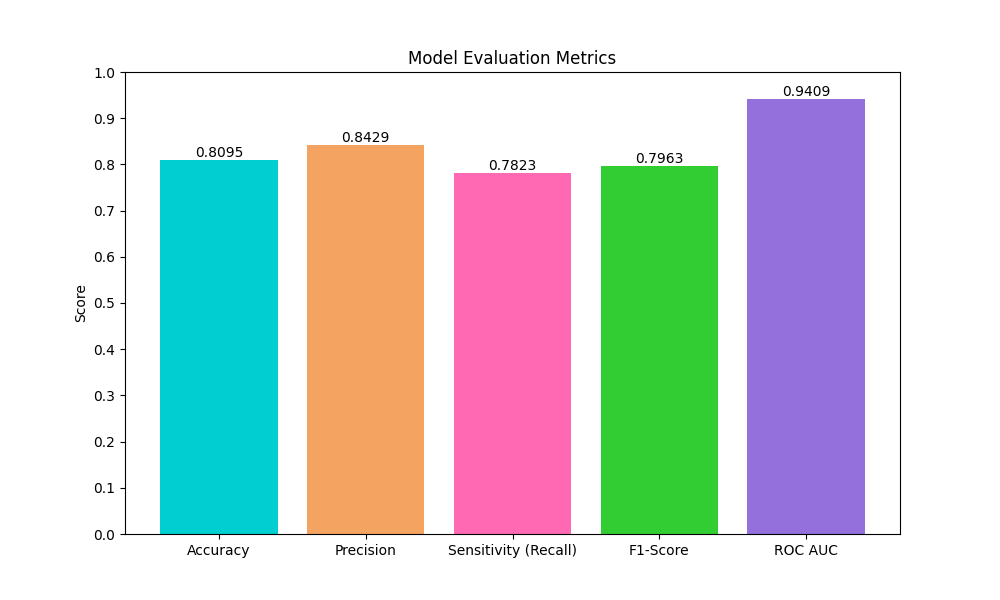 Model Evaluation Metrics
Score
1.0
0.9
0.8
0.7
0.6
0.5
0.4
0.3
0.2
0.1
0.0
0.8095
0.8429
0.7823
0.7963
0.9409
Accuracy
Precision
Sensitivity (Recall)
F1-Score
ROC AUC